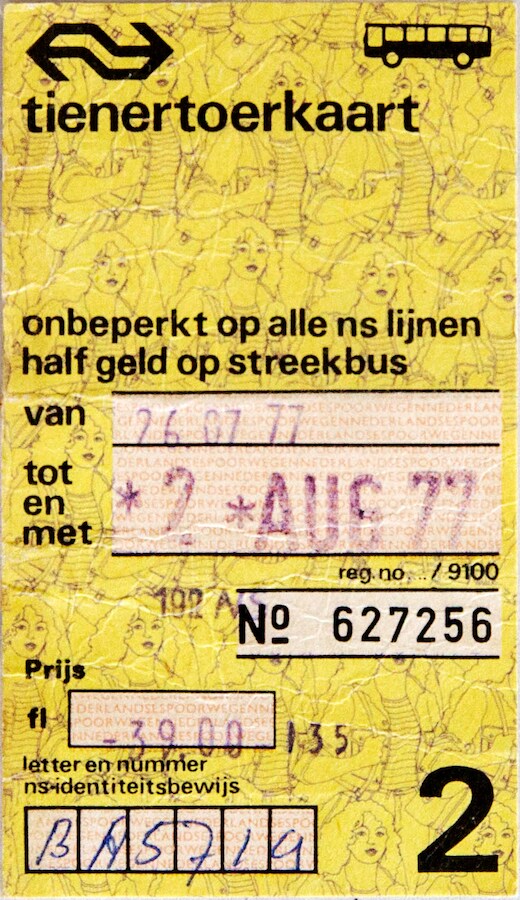 tienertoerkaart
onbeperkt op alle ns lijnen
half geld op streekbus
van 26.07 77
tot
en
met
*2 *AUG 77
reg.no. .. / 9100
192 A/S
Nº 627256
Prijs
fl -39.00 135
letter en nummer
ns-identiteitsbewijs
BA5719
2